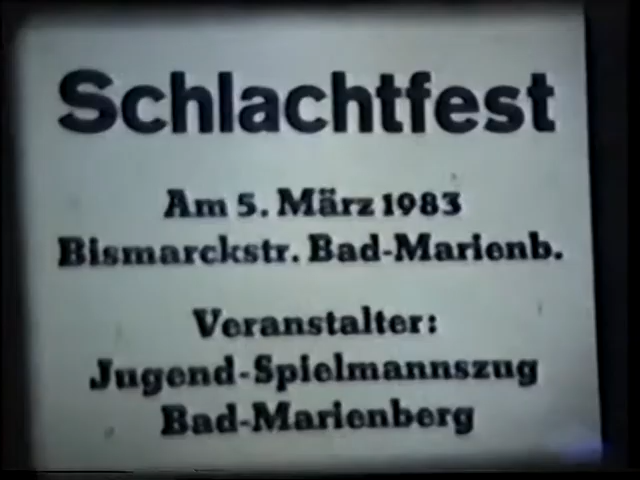 Schlachtfest
Am 5. März 1983
Bismarckstr. Bad-Marienb.
Veranstalter:
Jugend-Spielmannszug
Bad-Marienberg